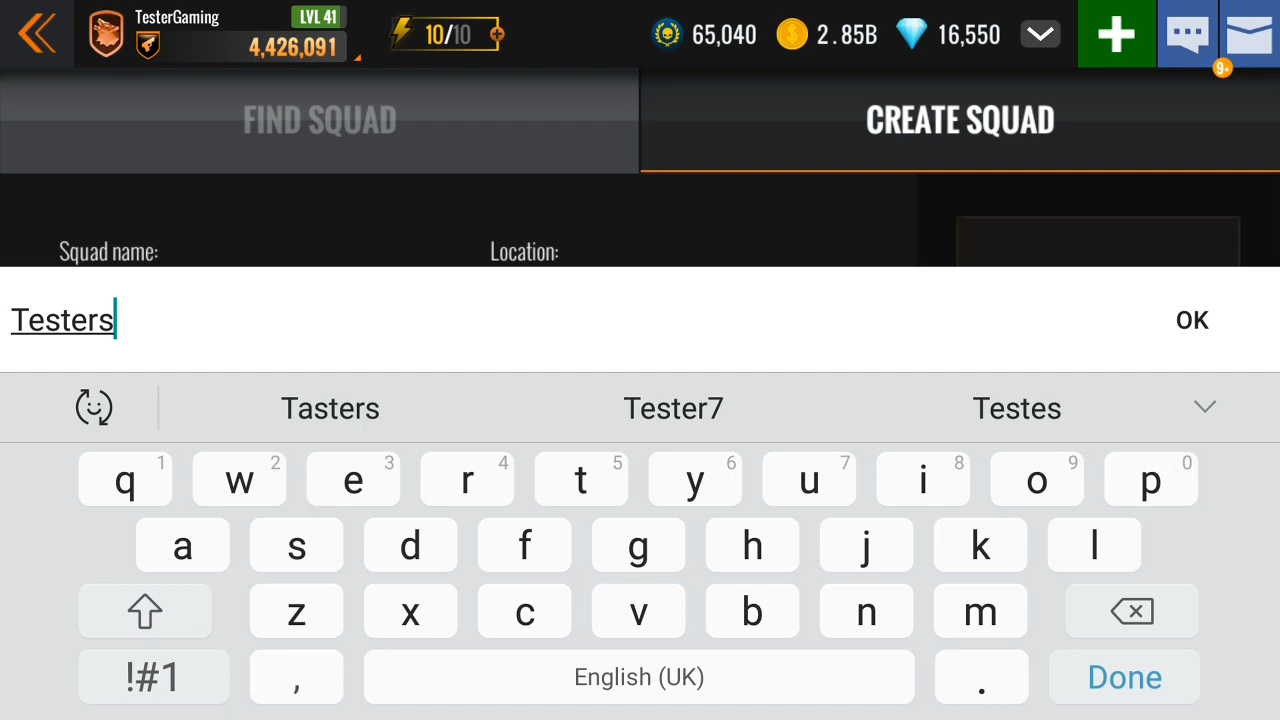 TesterGaming
LVL 41
4,426,091
10/10
65,040
2.85B
16,550
9+
FIND SQUAD
CREATE SQUAD
Squad name:
Location:
Testers
OK
Tasters Tester7 Testes
q 1 w 2 e 3 r 4 t 5 y 6 u 7 i 8 o 9 p 0
a s d f g h j k l
z x c v b n m
!#1 , English (UK) . Done